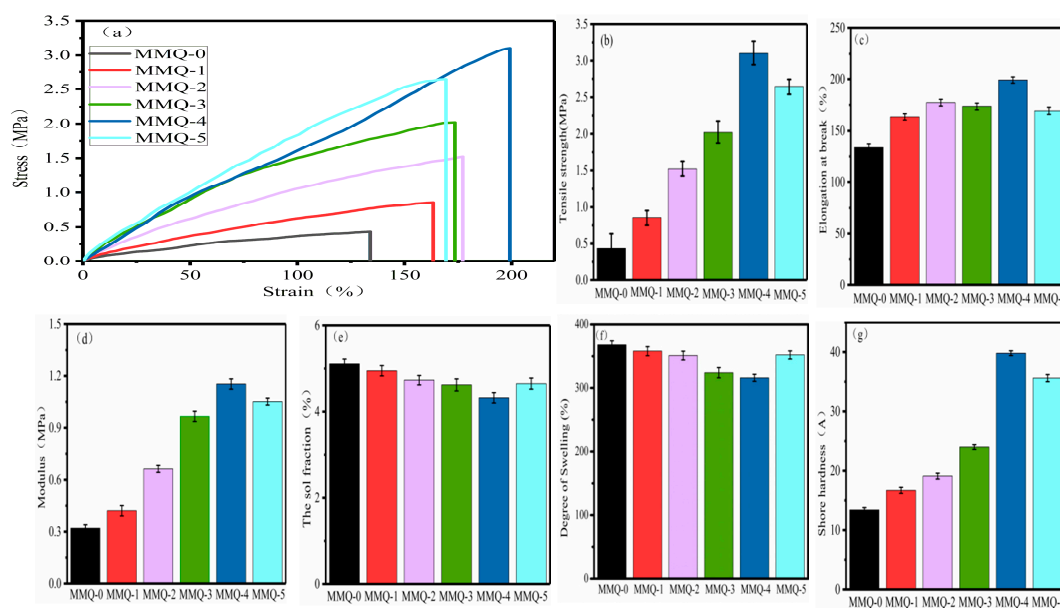 (a)
MMQ-0
MMQ-1
MMQ-2
MMQ-3
MMQ-4
MMQ-5
Stress（MPa）
3.5
3.0
2.5
2.0
1.5
1.0
0.5
0.0
0 50 100 150 200
Strain（%）
(b)
Tensile strength(MPa)
3.5
3.0
2.5
2.0
1.5
1.0
0.5
0.0
MMQ-0 MMQ-1 MMQ-2 MMQ-3 MMQ-4 MMQ-5
(c)
Elongation at break（%）
250
200
150
100
50
0
MMQ-0 MMQ-1 MMQ-2 MMQ-3 MMQ-4 MMQ-5
(d)
Modulus（MPa）
1.5
1.2
0.9
0.6
0.3
0.0
MMQ-0 MMQ-1 MMQ-2 MMQ-3 MMQ-4 MMQ-5
(e)
The sol fraction（%）
6
4
2
0
MMQ-0 MMQ-1 MMQ-2 MMQ-3 MMQ-4 MMQ-5
(f)
Degree of Swelling (%)
MMQ-0 MMQ-1 MMQ-2 MMQ-3 MMQ-4 MMQ-5
(g)
Shore hardness（A）
40
30
20
10
0
MMQ-0 MMQ-1 MMQ-2 MMQ-3 MMQ-4